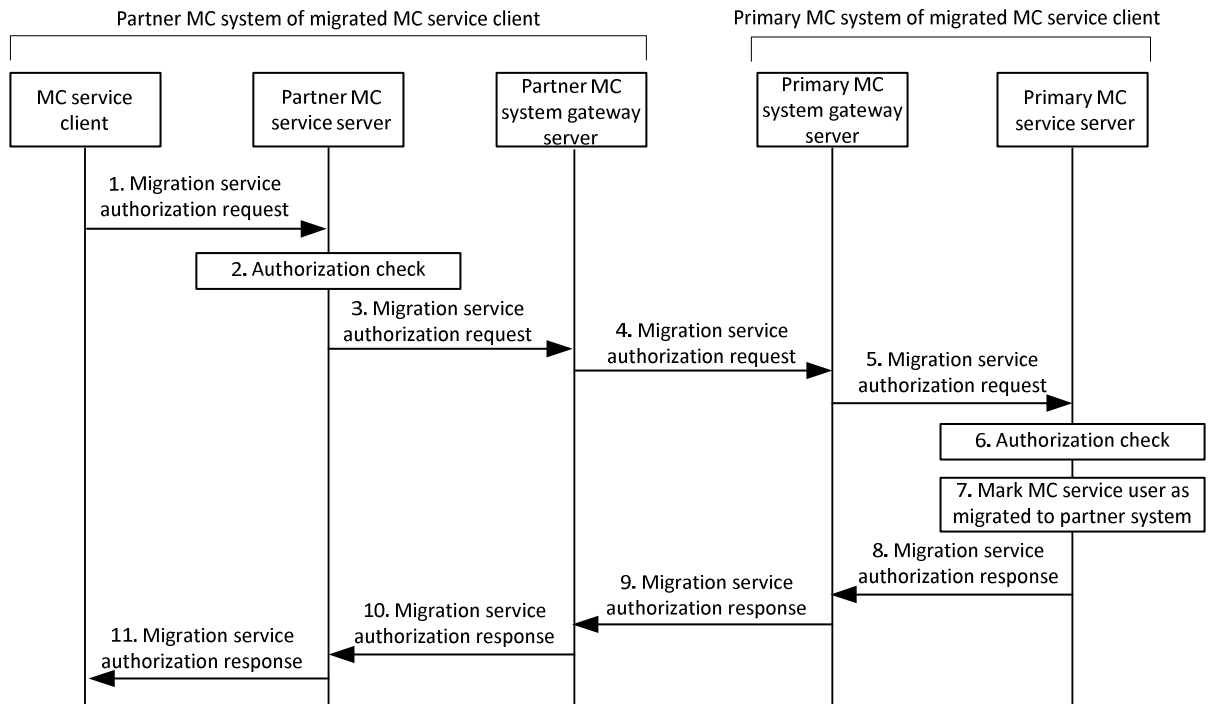 Partner MC system of migrated MC service client
Primary MC system of migrated MC service client
MC service
client
Partner MC
service server
Partner MC
system gateway
server
Primary MC
system gateway
server
Primary MC
service server
1. Migration service
authorization request
2. Authorization check
3. Migration service
authorization request
4. Migration service
authorization request
5. Migration service
authorization request
6. Authorization check
7. Mark MC service user as
migrated to partner system
8. Migration service
authorization response
9. Migration service
authorization response
10. Migration service
authorization response
11. Migration service
authorization response